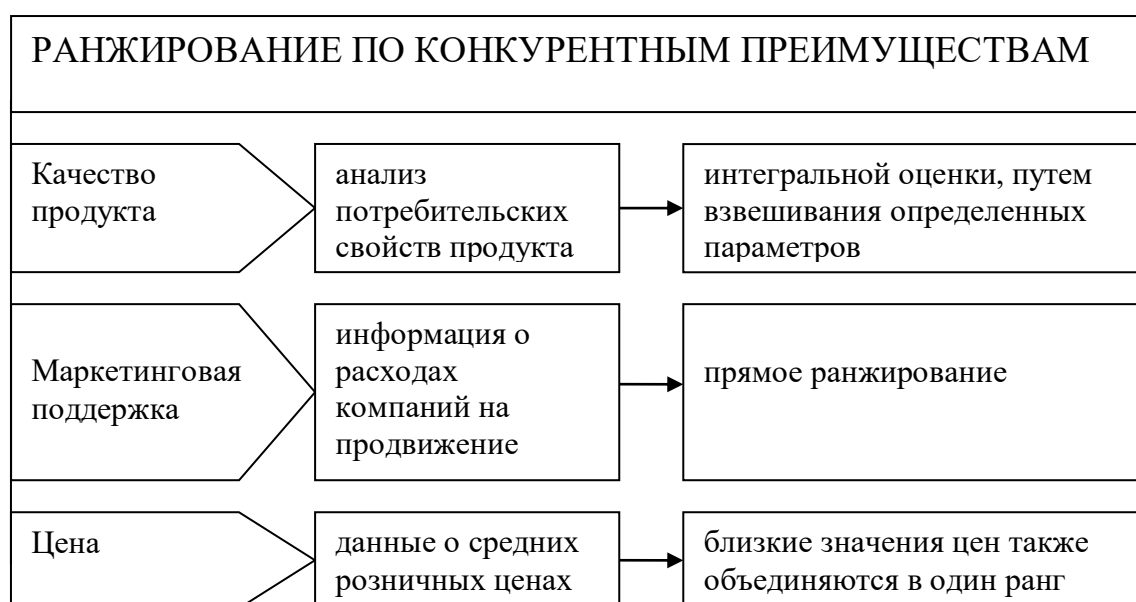 РАНЖИРОВАНИЕ ПО КОНКУРЕНТНЫМ ПРЕИМУЩЕСТВАМ
Качество
продукта
анализ
потребительских
свойств продукта
интегральной оценки, путем
взвешивания определенных
параметров
Маркетинговая
поддержка
информация о
расходах
компаний на
продвижение
прямое ранжирование
Цена
данные о средних
розничных ценах
близкие значения цен также
объединяются в один ранг